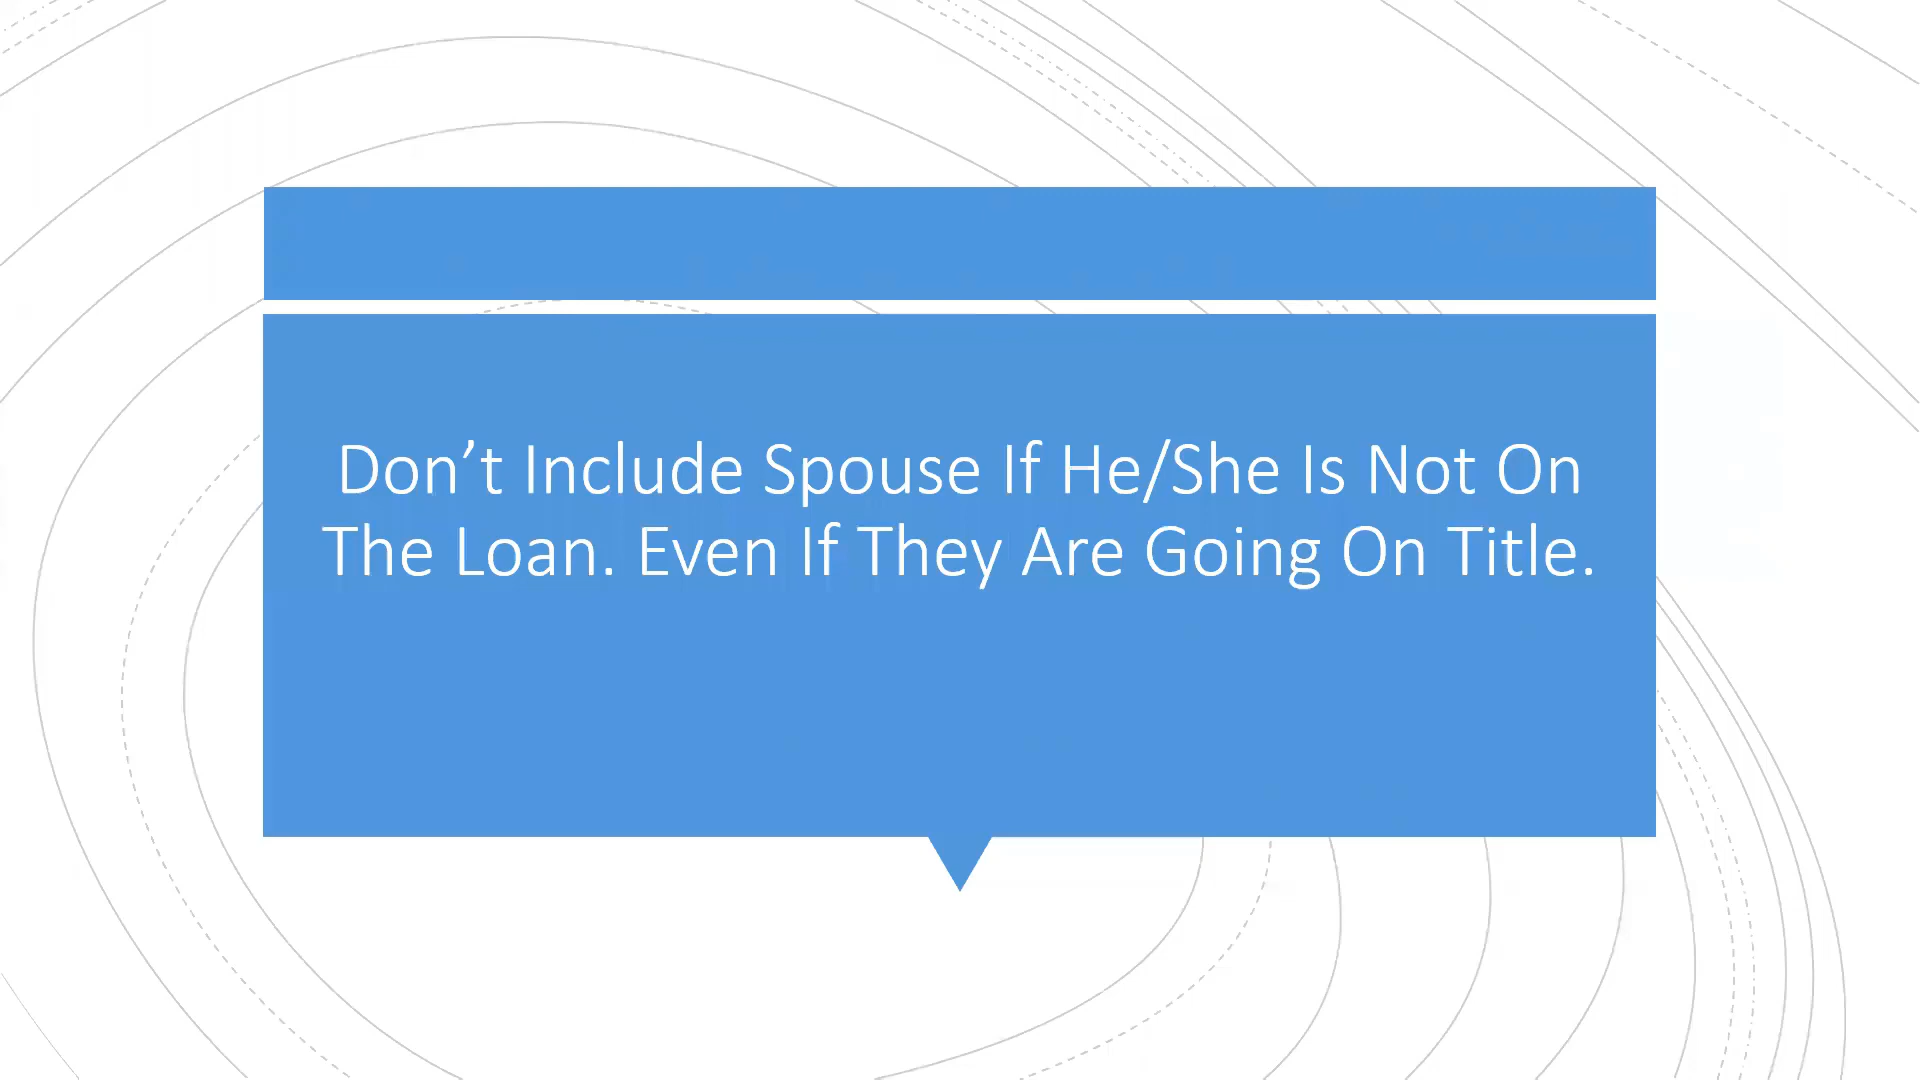 Don’t Include Spouse If He/She Is Not On
The Loan. Even If They Are Going On Title.